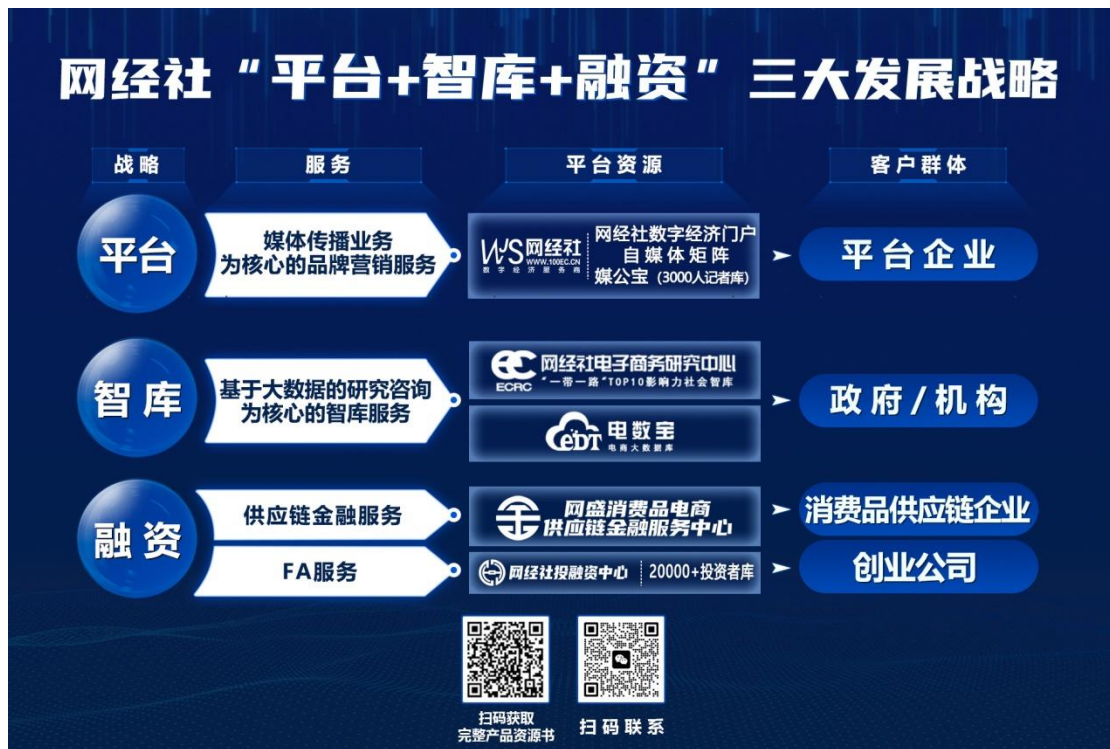 网经社“平台+智库+融资”三大发展战略
战略
服务
平台资源
客户群体
平台
媒体传播业务
为核心的品牌营销服务
网经社
WWW.100EC.CN
数字经济服务商
网经社数字经济门户
自媒体矩阵
媒公宝（3000人记者库）
平台企业
智库
基于大数据的研究咨询
为核心的智库服务
ECRC
网经社电子商务研究中心
“一带一路”TOP10影响力社会智库
eDT
电数宝
电商大数据库
政府/机构
融资
供应链金融服务
网盛消费品电商
供应链金融服务中心
消费品供应链企业
FA服务
网经社投融资中心
20000+投资者库
创业公司
扫码获取
完整产品资源书
扫码联系